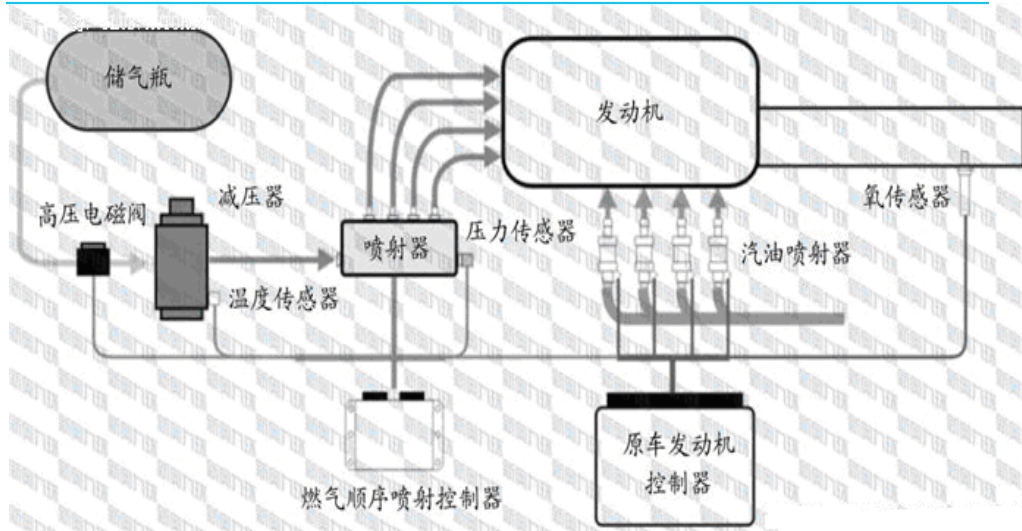 储气瓶
发动机
减压器
高压电磁阀
氧传感器
喷射器
压力传感器
汽油喷射器
温度传感器
原车发动机
控制器
燃气顺序喷射控制器